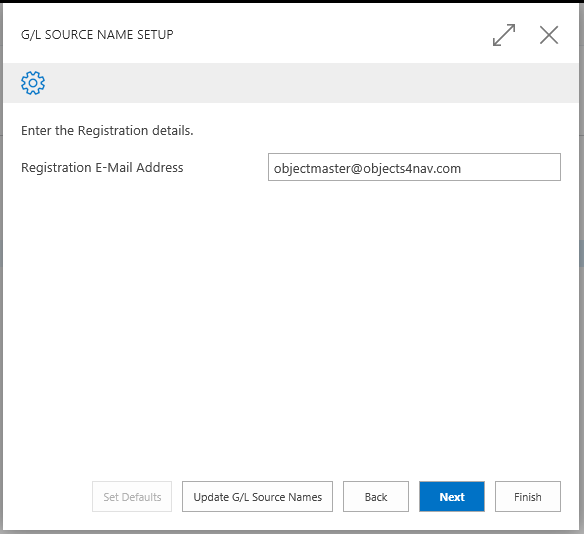 G/L SOURCE NAME SETUP
Enter the Registration details.
Registration E-Mail Address objectmaster@objects4nav.com
Set Defaults Update G/L Source Names Back Next Finish